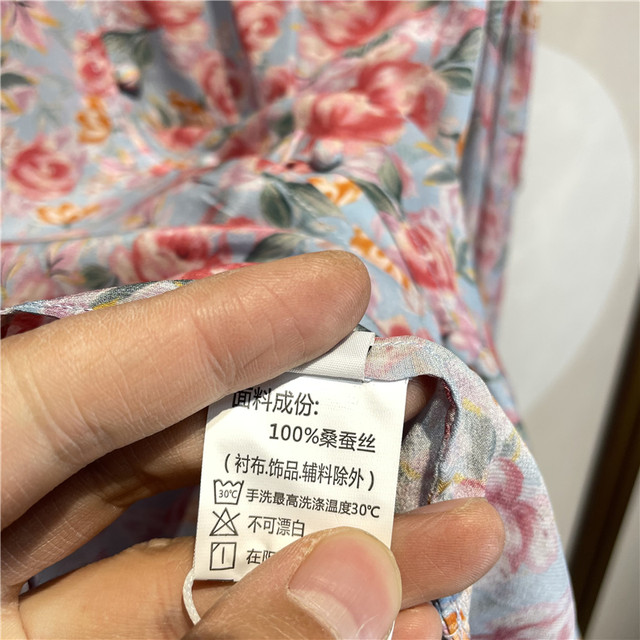 面料成份:
100%桑蚕丝
(衬布.饰品.辅料除外)
30℃ 手洗最高洗涤温度30℃
不可漂白
在阴